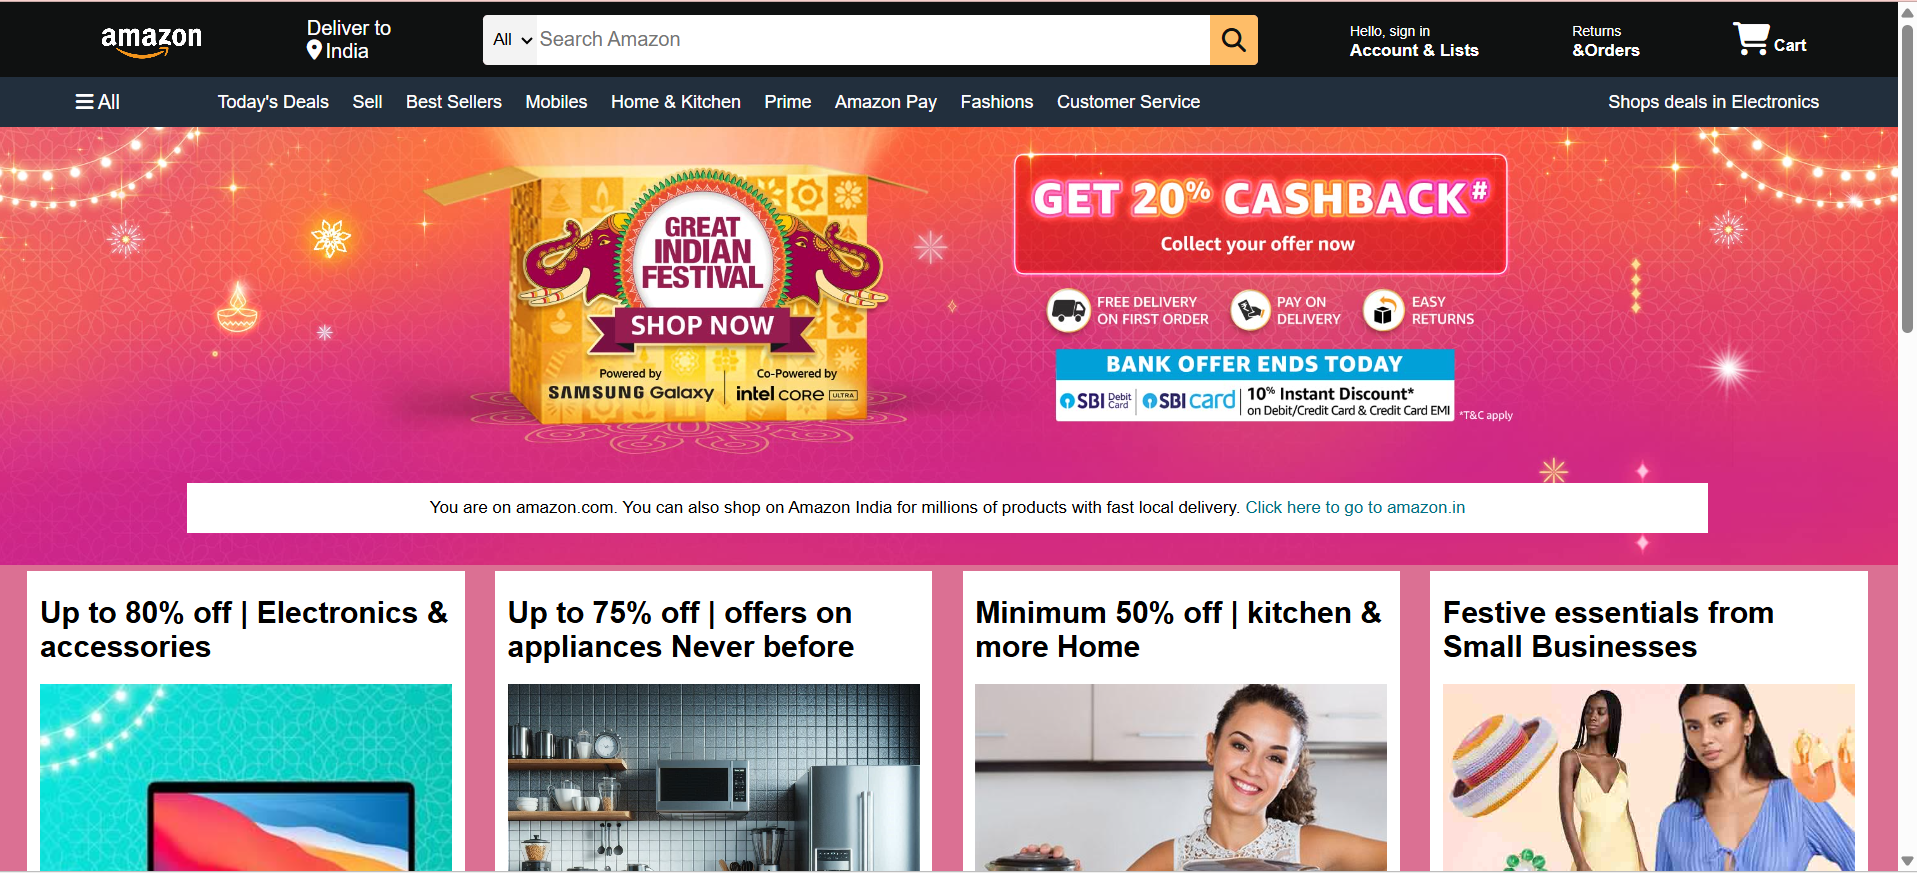 amazon
Deliver to
India
All
Search Amazon
Hello, sign in
Account & Lists
Returns
&Orders
Cart
All
Today's Deals
Sell
Best Sellers
Mobiles
Home & Kitchen
Prime
Amazon Pay
Fashions
Customer Service
Shops deals in Electronics
GREAT
INDIAN
FESTIVAL
SHOP NOW
Powered by
SAMSUNG Galaxy
Co-Powered by
intel CORE ULTRA
GET 20% CASHBACK#
Collect your offer now
FREE DELIVERY
ON FIRST ORDER
PAY ON
DELIVERY
EASY
RETURNS
BANK OFFER ENDS TODAY
SBI Debit Card
SBI card
10% Instant Discount*
on Debit/Credit Card & Credit Card EMI
*T&C apply
You are on amazon.com. You can also shop on Amazon India for millions of products with fast local delivery. Click here to go to amazon.in
Up to 80% off | Electronics &
accessories
Up to 75% off | offers on
appliances Never before
Minimum 50% off | kitchen &
more Home
Festive essentials from
Small Businesses